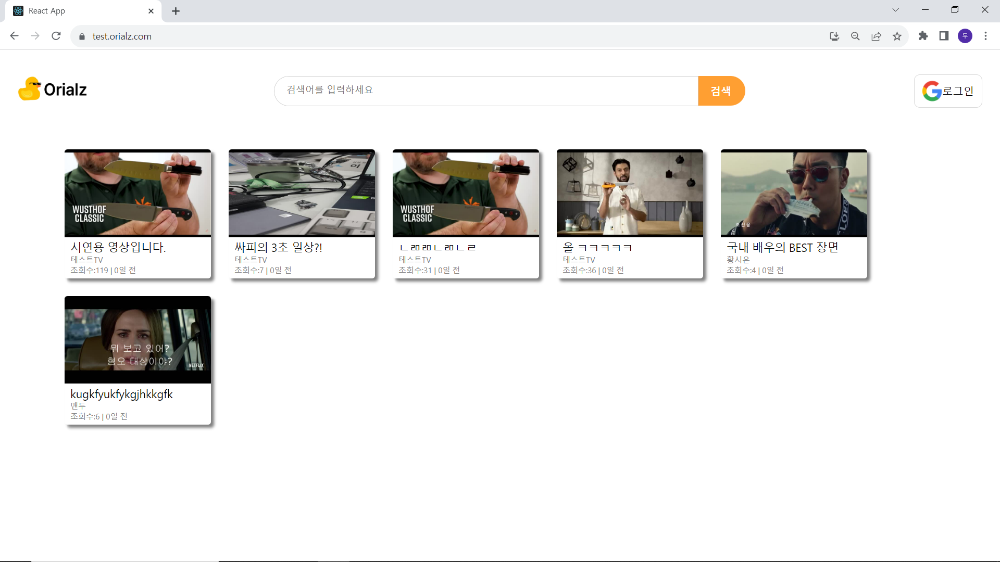 React App
test.orialz.com
두
Orialz
검색어를 입력하세요
검색
로그인
WUSTHOF
CLASSIC
시연용 영상입니다.
테스트TV
조회수:119 | 0일 전
싸피의 3초 일상?!
테스트TV
조회수:7 | 0일 전
WUSTHOF
CLASSIC
ㄴㄻㄻㄴㄻㄴㄹ
테스트TV
조회수:31 | 0일 전
올 ㅋㅋㅋㅋㅋ
테스트TV
조회수:36 | 0일 전
조진웅
국내 배우의 BEST 장면
황시은
조회수:4 | 0일 전
뭐 보고 있어?
혐오 대상이야?
NETFLIX
kugkfyukfykgjhkkgfk
맨두
조회수:6 | 0일 전